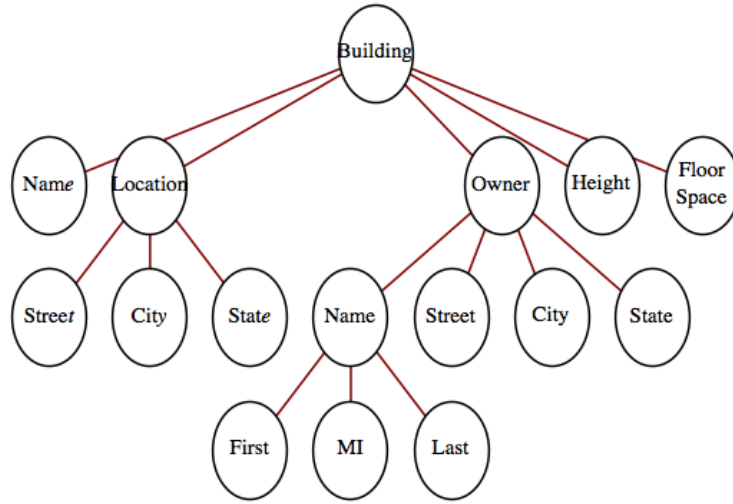 Building
Name
Location
Owner
Height
Floor
Space
Street
City
State
Name
Street
City
State
First
MI
Last